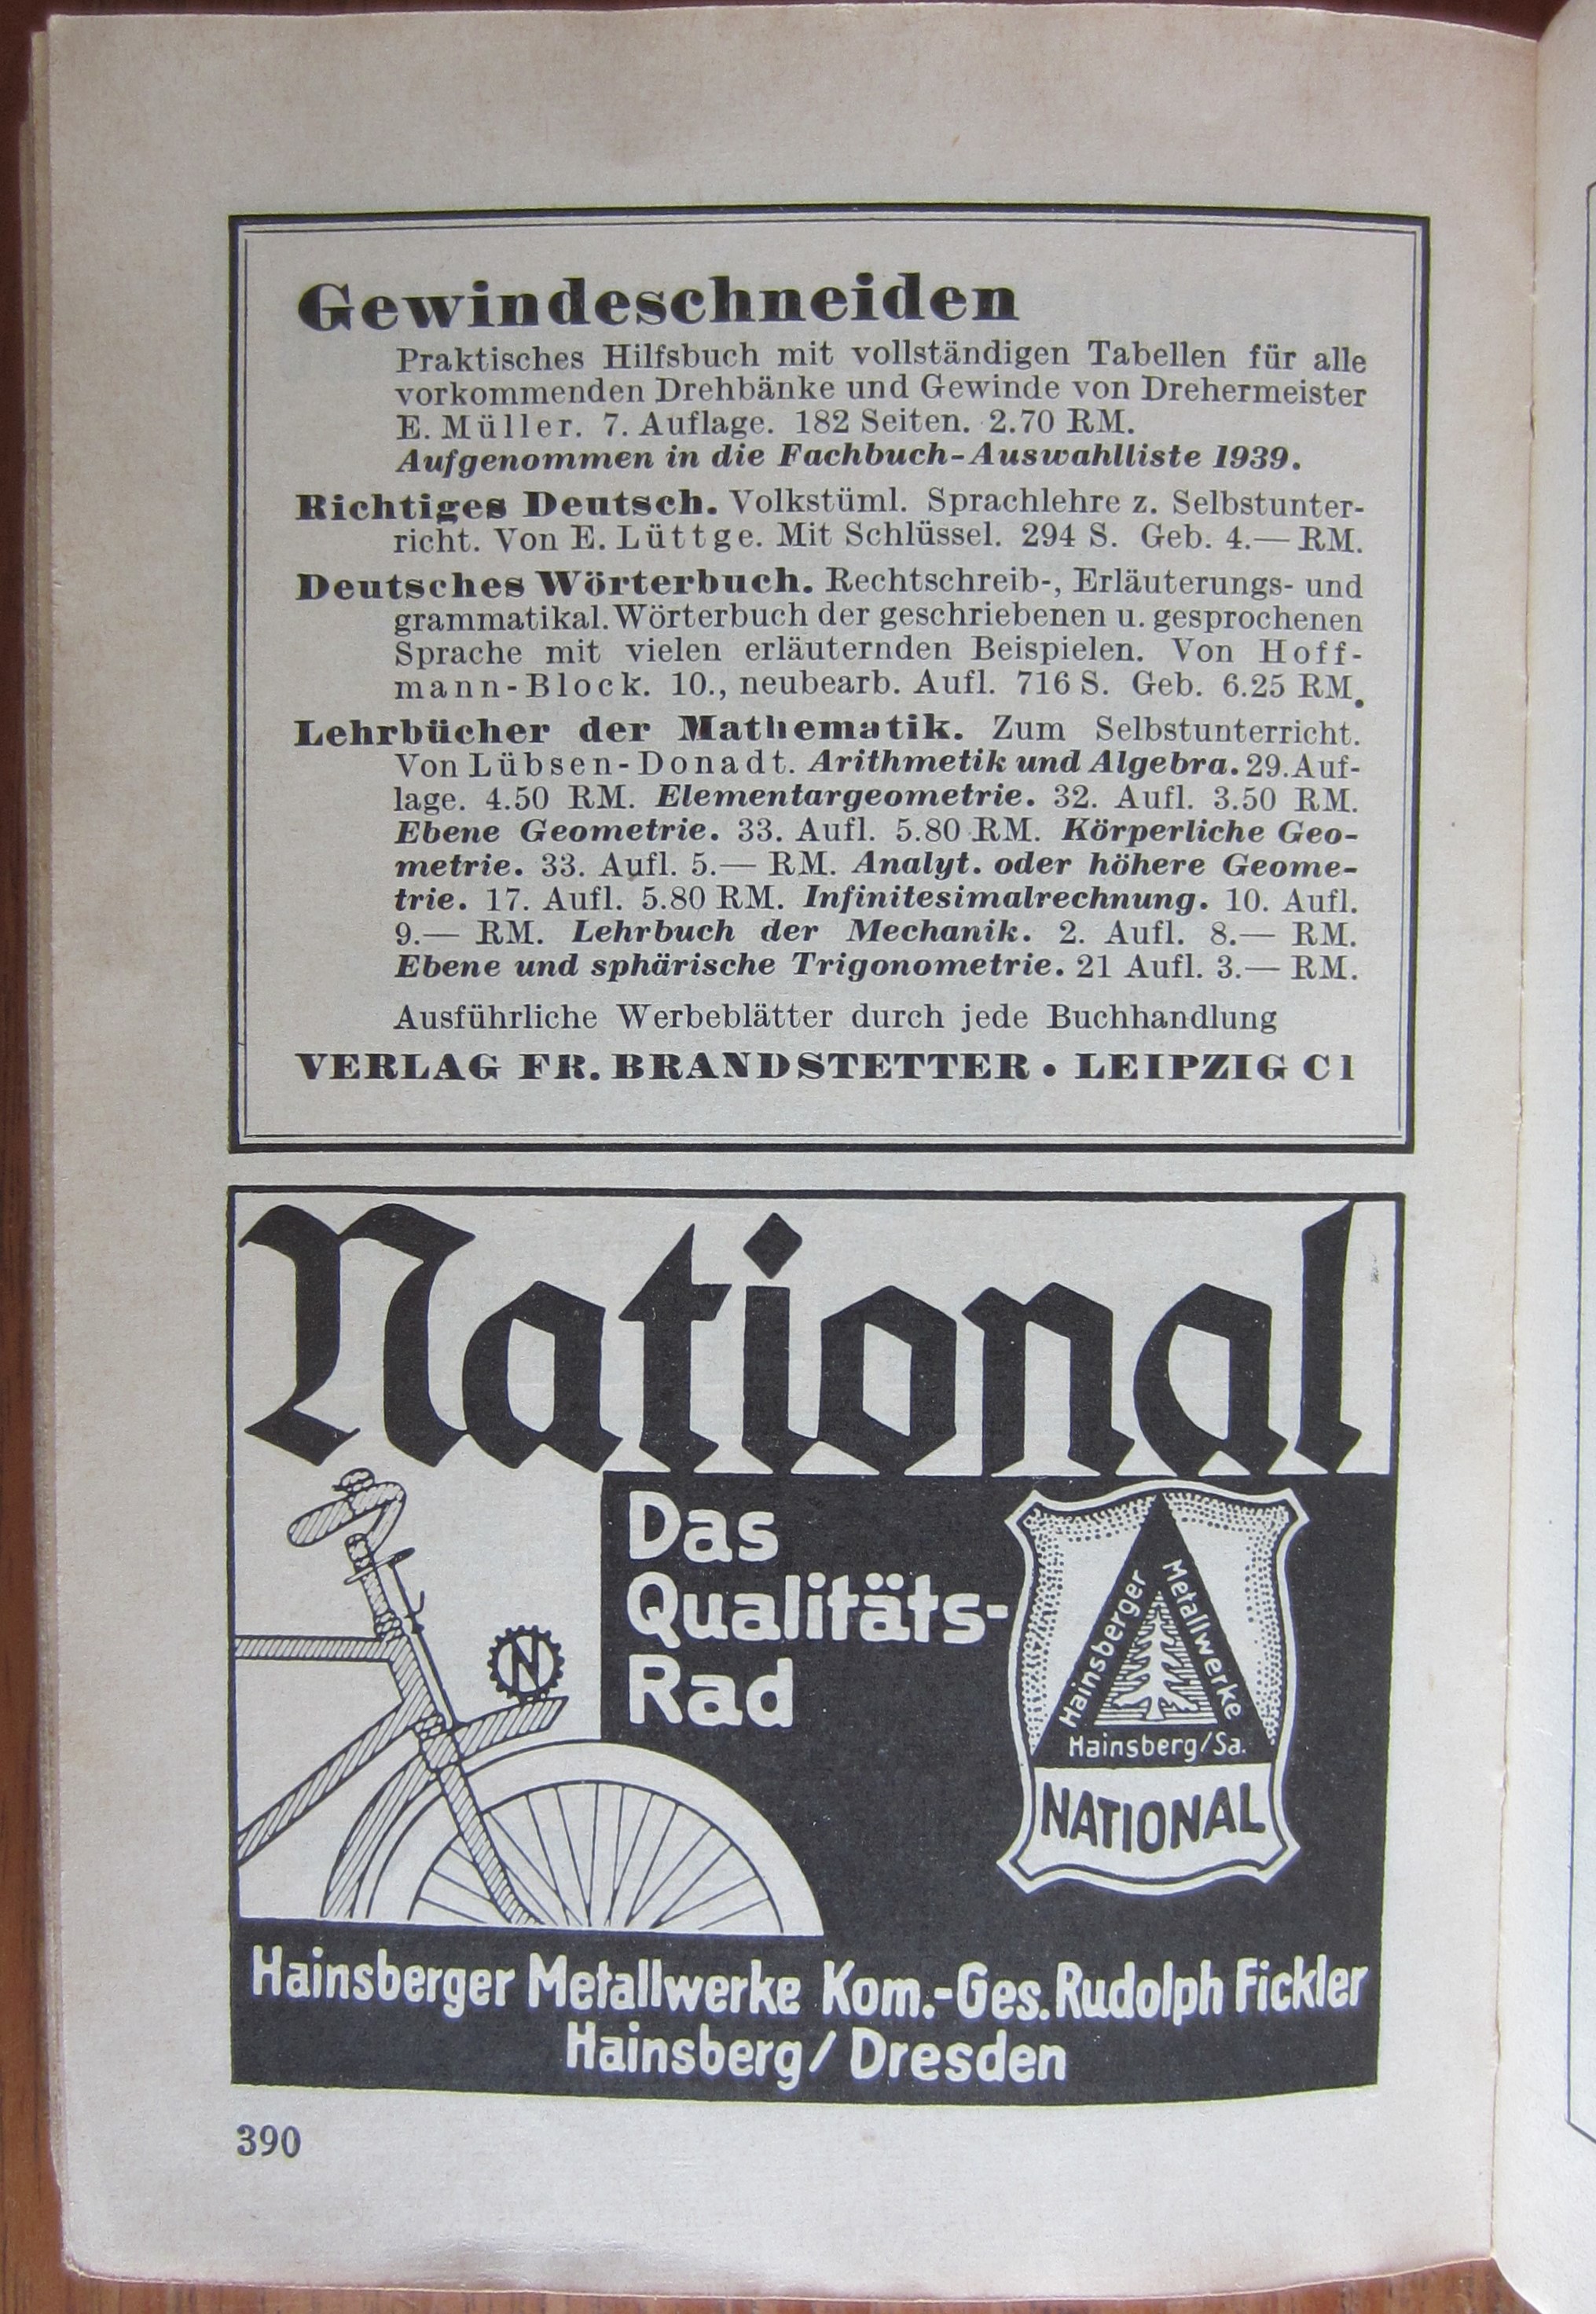 Gewindeschneiden
Praktisches Hilfsbuch mit vollständigen Tabellen für alle
vorkommenden Drehbänke und Gewinde von Drehermeister
E. Müller. 7. Auflage. 182 Seiten. 2.70 RM.
Aufgenommen in die Fachbuch-Auswahlliste 1939.
Richtiges Deutsch. Volkstüml. Sprachlehre z. Selbstunter-
richt. Von E. Lüttge. Mit Schlüssel. 294 S. Geb. 4.— RM.
Deutsches Wörterbuch. Rechtschreib-, Erläuterungs- und
grammatikal. Wörterbuch der geschriebenen u. gesprochenen
Sprache mit vielen erläuternden Beispielen. Von Hoff-
mann-Block. 10., neubearb. Aufl. 716 S. Geb. 6.25 RM.
Lehrbücher der Mathematik. Zum Selbstunterricht.
Von Lübsen-Donadt. Arithmetik und Algebra. 29. Auf-
lage. 4.50 RM. Elementargeometrie. 32. Aufl. 3.50 RM.
Ebene Geometrie. 33. Aufl. 5.80 RM. Körperliche Geo-
metrie. 33. Aufl. 5.— RM. Analyt. oder höhere Geome-
trie. 17. Aufl. 5.80 RM. Infinitesimalrechnung. 10. Aufl.
9.— RM. Lehrbuch der Mechanik. 2. Aufl. 8.— RM.
Ebene und sphärische Trigonometrie. 21 Aufl. 3.— RM.
Ausführliche Werbeblätter durch jede Buchhandlung
VERLAG FR. BRANDSTETTER • LEIPZIG C1
National
Das
Qualitäts-
Rad
N
Hainsberger
Metallwerke
Hainsberg/Sa.
NATIONAL
Hainsberger Metallwerke Kom.-Ges. Rudolph Fickler
Hainsberg / Dresden
390